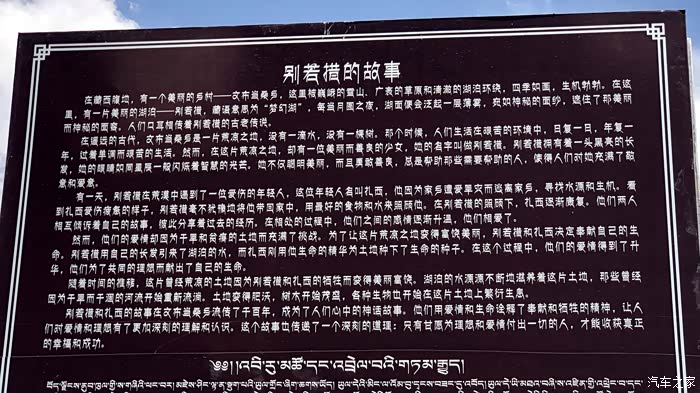 别若措的故事
在藏西腹地，有一个美丽的乡村——文布当桑乡，这里被巍峨的雪山、广袤的草原和清澈的湖泊环绕，四季如画，生机勃勃。在这
里，有一片美丽的湖泊——别若措，藏语意思为“梦幻湖”，每当月圆之夜，湖面便会泛起一层薄雾，宛如神秘的面纱，遮住了那美丽
而神秘的面容。人们口耳相传着别若措的古老传说。
在遥远的古代，文布当桑乡是一片荒凉之地，没有一滴水，没有一棵树。那个时候，人们生活在艰苦的环境中，日复一日，年复一
年，过着单调而艰苦的生活。然而，在这片荒凉之地，却有一位美丽而善良的少女，她的名字叫做别若措。别若措拥有着一头黑亮的长
发，她的眼睛如同星辰一般闪烁着智慧的光芒。她不仅聪明美丽，而且勇敢善良，总是帮助那些需要帮助的人，使得人们对她充满了敬
意和爱意。
有一天，别若措在荒漠中遇到了一位受伤的年轻人，这位年轻人名叫扎西，他因为家乡遭受旱灾而逃离家乡，寻找水源和生机。看
到扎西受伤疲惫的样子，别若措毫不犹豫地将他带回家中，用最好的食物和水来照顾他。在别若措的照顾下，扎西逐渐康复。他们两人
相互倾诉着自己的故事，彼此分享着过去的经历。在相处的过程中，他们之间的感情逐渐升温，他们相爱了。
然而，他们的爱情却因为干旱和贫瘠的土地而充满了挑战。为了让这片荒凉之地变得富饶美丽，别若措和扎西决定奉献自己的生
命。别若措用自己的长发引来了湖泊的水，而扎西则用他生命的精华为土地种下了生命的种子。在这个过程中，他们的爱情得到了升
华，他们为了共同的理想而献出了自己的生命。
随着时间的推移，这片曾经荒凉的土地因为别若措和扎西的牺牲而变得美丽富饶。湖泊的水源源不断地滋养着这片土地，那些曾经
因为干旱而干涸的河流开始重新流淌。土地变得肥沃，树木开始茂盛，各种生物也开始在这片土地上繁衍生息。
别若措和扎西的故事在文布当桑乡流传了千百年，成为了人们心中的神话故事。他们用爱情和生命诠释了奉献和牺牲的精神，让人
们对爱情和理想有了更加深刻的理解和认识。这个故事也传递了一个深刻的道理：只有甘愿为理想和爱情付出一切的人，才能收获真正
的幸福和成功。
༄༅།།འབི་རུ་མཚོ་དང་འབྲེལ་བའི་གཏམ་རྒྱུད།
汽车之家